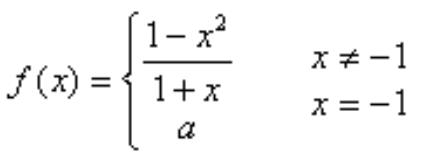 f(x) = { (1 − x²)/(1 + x)   x ≠ −1
a   x = −1